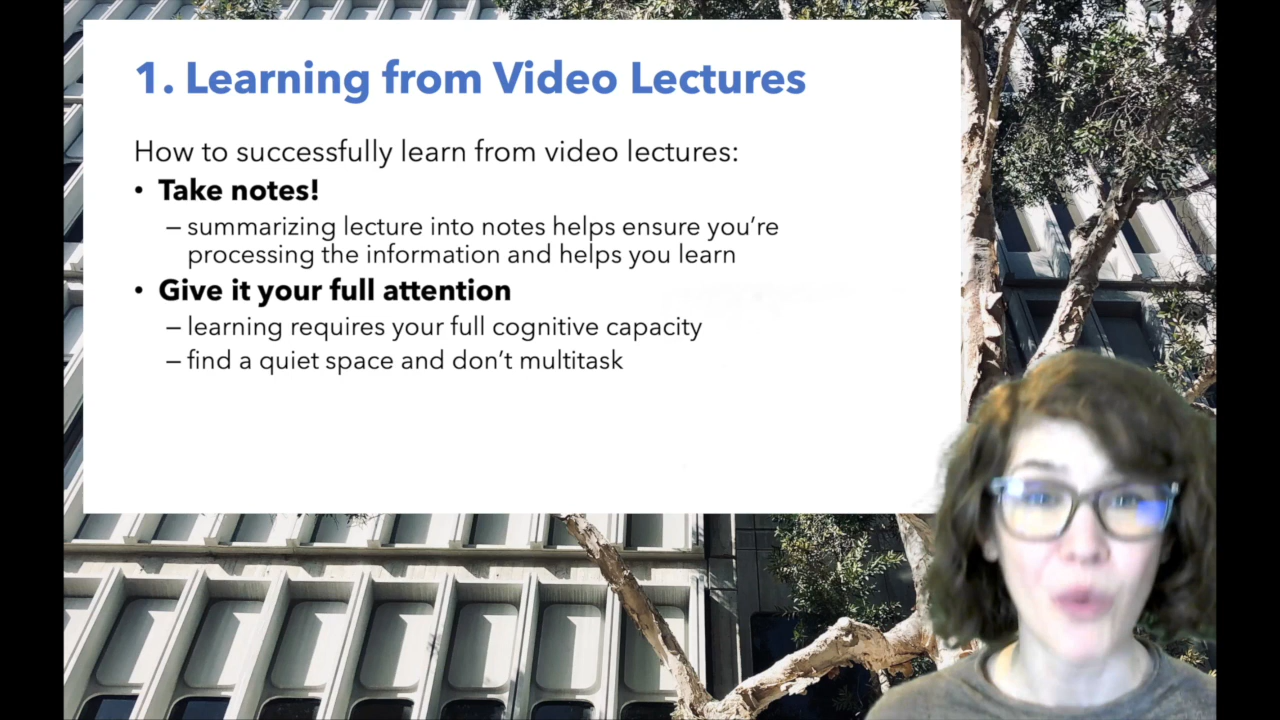 1. Learning from Video Lectures
How to successfully learn from video lectures:
• Take notes!
– summarizing lecture into notes helps ensure you're
processing the information and helps you learn
• Give it your full attention
– learning requires your full cognitive capacity
– find a quiet space and don't multitask